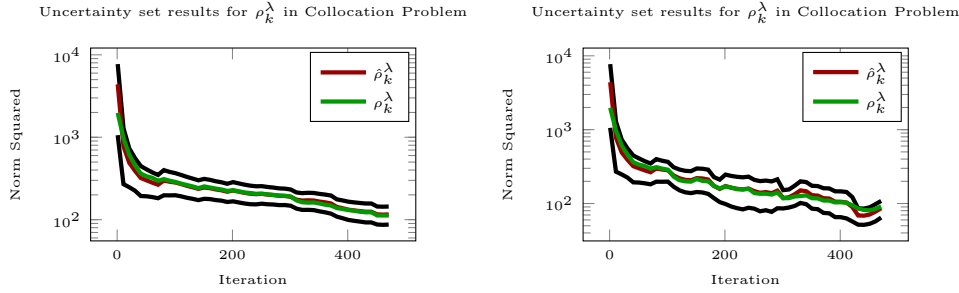 Uncertainty set results for ρ_k^λ in Collocation Problem
10^4
10^3
10^2
Norm Squared
ρ̂_k^λ
ρ_k^λ
0 200 400
Iteration
Uncertainty set results for ρ_k^λ in Collocation Problem
10^4
10^3
10^2
Norm Squared
ρ̂_k^λ
ρ_k^λ
0 200 400
Iteration